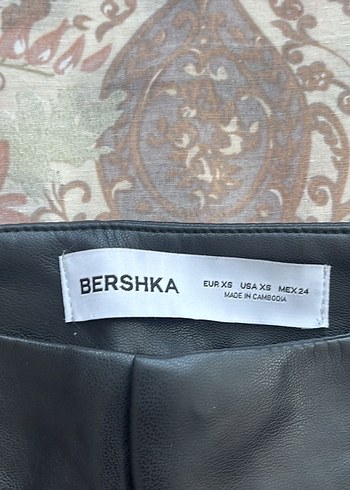 BERSHKA
EUR XS USA XS MEX 24
MADE IN CAMBODIA